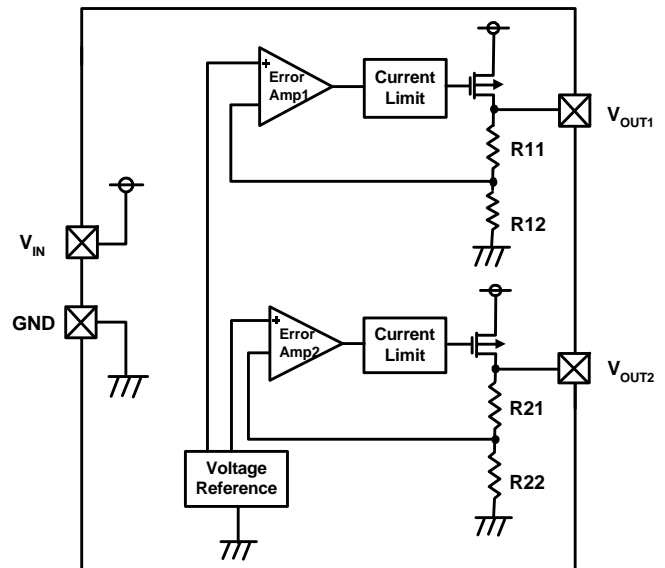 +
Error
Amp1
Current
Limit
VOUT1
R11
R12
VIN
GND
+
Error
Amp2
Current
Limit
VOUT2
R21
R22
Voltage
Reference